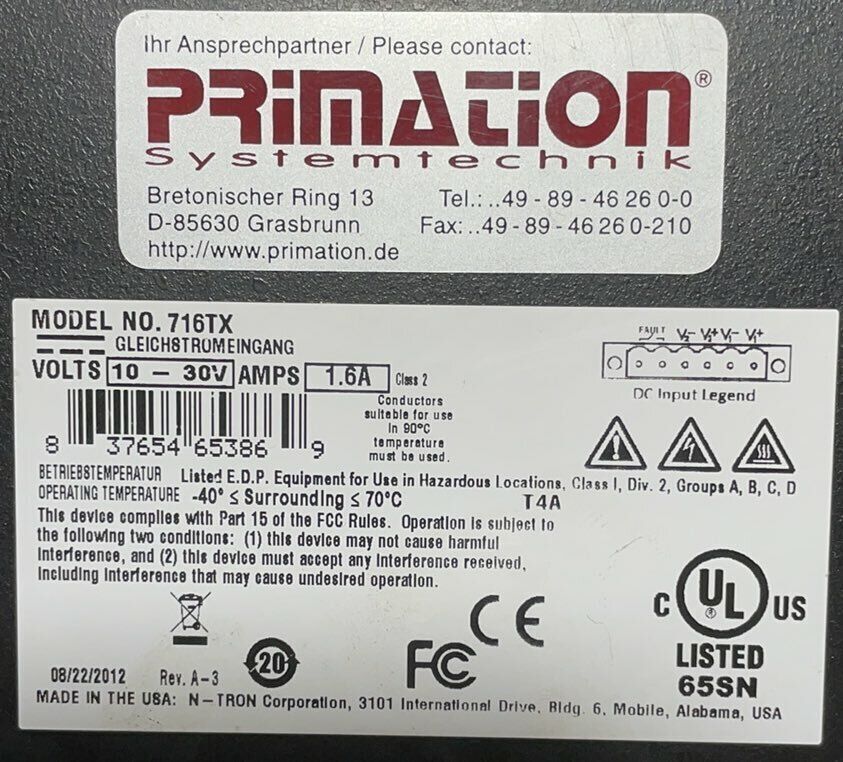 Ihr Ansprechpartner / Please contact:
PRIMATION®
Systemtechnik
Bretonischer Ring 13 Tel.: ..49 - 89 - 46 26 0-0
D-85630 Grasbrunn Fax: ..49 - 89 - 46 26 0-210
http://www.primation.de
MODEL NO. 716TX
GLEICHSTROMEINGANG
VOLTS 10 - 30V AMPS 1.6A Class 2
Conductors
suitable for use
in 90°C
temperature
must be used.
FAULT V2- V2+ V1- V1+
DC Input Legend
8 37654 65386 9
BETRIEBSTEMPERATUR Listed E.D.P. Equipment for Use in Hazardous Locations, Class I, Div. 2, Groups A, B, C, D
OPERATING TEMPERATURE -40° ≤ Surrounding ≤ 70°C T4A
This device complies with Part 15 of the FCC Rules. Operation is subject to
the following two conditions: (1) this device may not cause harmful
interference, and (2) this device must accept any interference received,
including interference that may cause undesired operation.
20
FC
CE
C UL® US
LISTED
65SN
08/22/2012 Rev. A-3
MADE IN THE USA: N-TRON Corporation, 3101 International Drive, Bldg. 6, Mobile, Alabama, USA